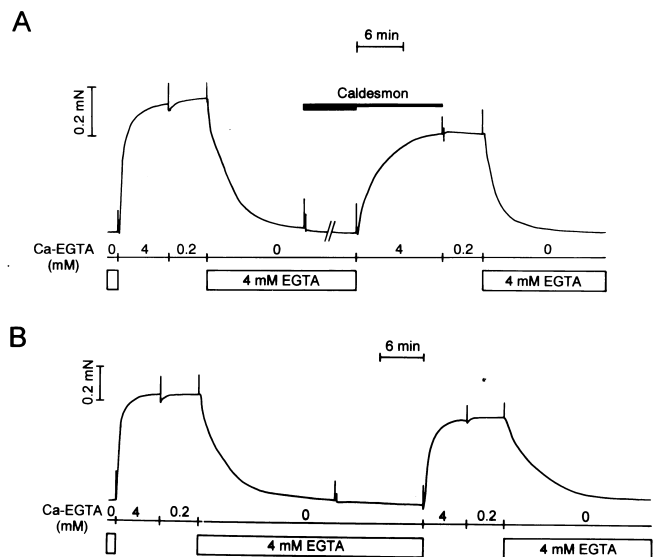 A
6 min
0.2 mN
Caldesmon
Ca-EGTA 0 4 0.2 0 4 0.2 0
(mM)
4 mM EGTA 4 mM EGTA
B
6 min
0.2 mN
Ca-EGTA 0 4 0.2 0 4 0.2 0
(mM)
4 mM EGTA 4 mM EGTA